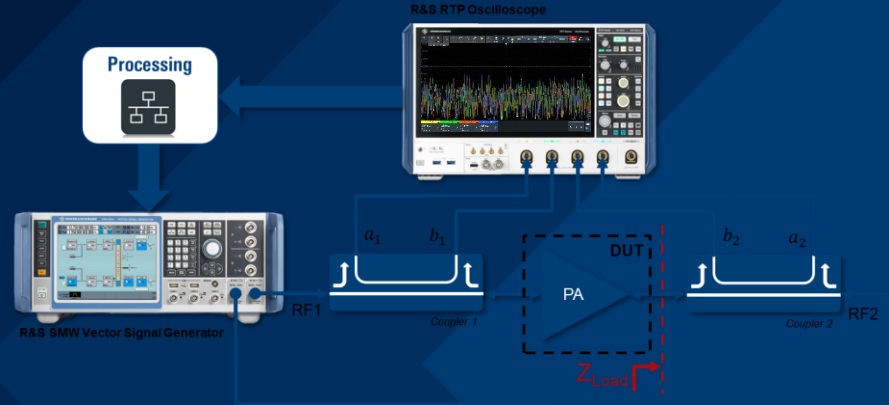 R&S RTP Oscilloscope
Processing
a1
b1
b2
a2
DUT
PA
RF1
RF2
Coupler 1
Coupler 2
R&S SMW Vector Signal Generator
ZLoad